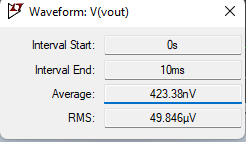 Waveform: V(vout)
Interval Start: 0s
Interval End: 10ms
Average: 423.38nV
RMS: 49.846µV